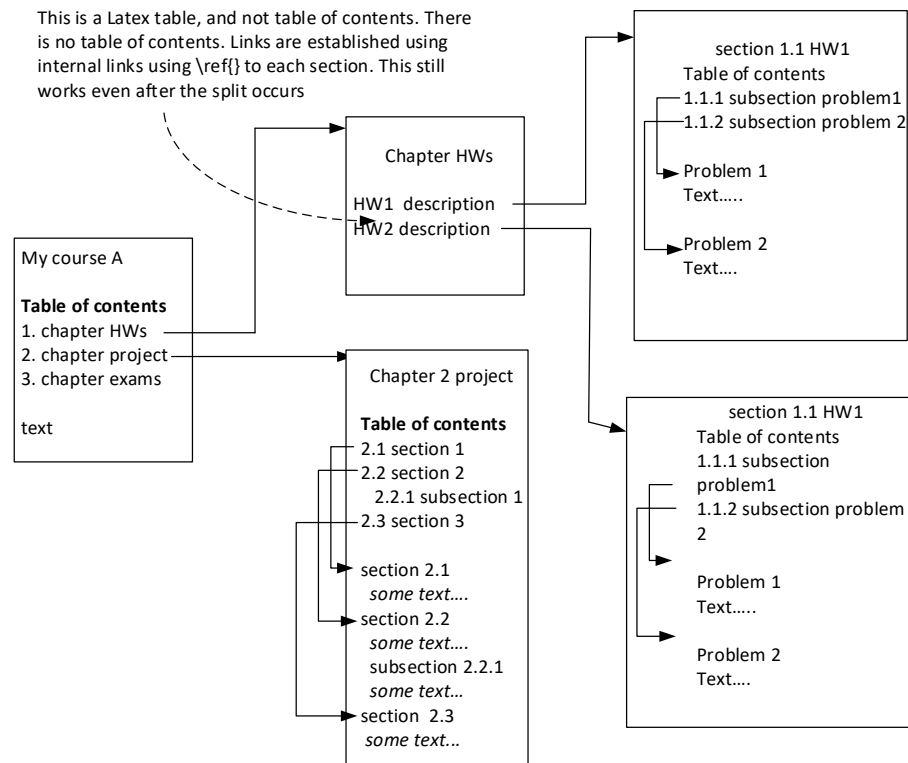 This is a Latex table, and not table of contents. There
is no table of contents. Links are established using
internal links using \ref{} to each section. This still
works even after the split occurs
My course A
Table of contents
1. chapter HWs
2. chapter project
3. chapter exams
text
Chapter HWs
HW1  description
HW2 description
Chapter 2 project
Table of contents
2.1 section 1
2.2 section 2
2.2.1 subsection 1
2.3 section 3
section 2.1
some text....
section 2.2
some text....
subsection 2.2.1
some text...
section  2.3
some text...
section 1.1 HW1
Table of contents
1.1.1 subsection problem1
1.1.2 subsection problem 2
Problem 1
Text.....
Problem 2
Text....
section 1.1 HW1
Table of contents
1.1.1 subsection
problem1
1.1.2 subsection problem
2
Problem 1
Text.....
Problem 2
Text....